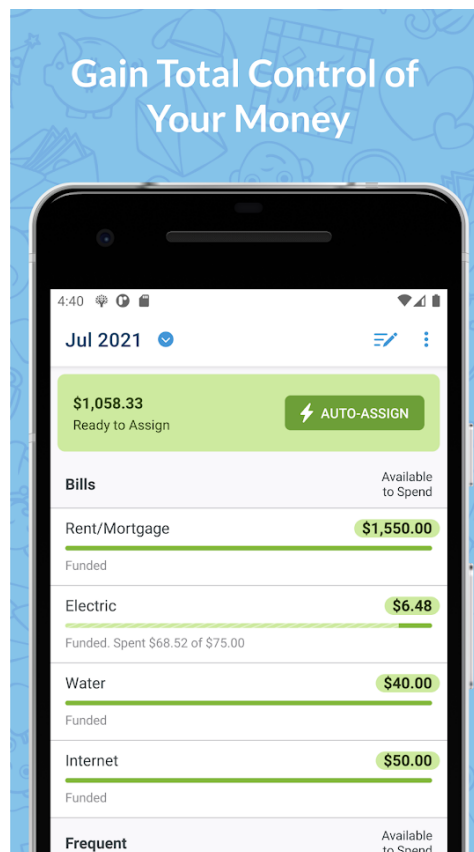 Gain Total Control of
Your Money
4:40
Jul 2021
$1,058.33
Ready to Assign
AUTO-ASSIGN
Bills
Available
to Spend
Rent/Mortgage
$1,550.00
Funded
Electric
$6.48
Funded. Spent $68.52 of $75.00
Water
$40.00
Funded
Internet
$50.00
Funded
Frequent
Available
to Spend